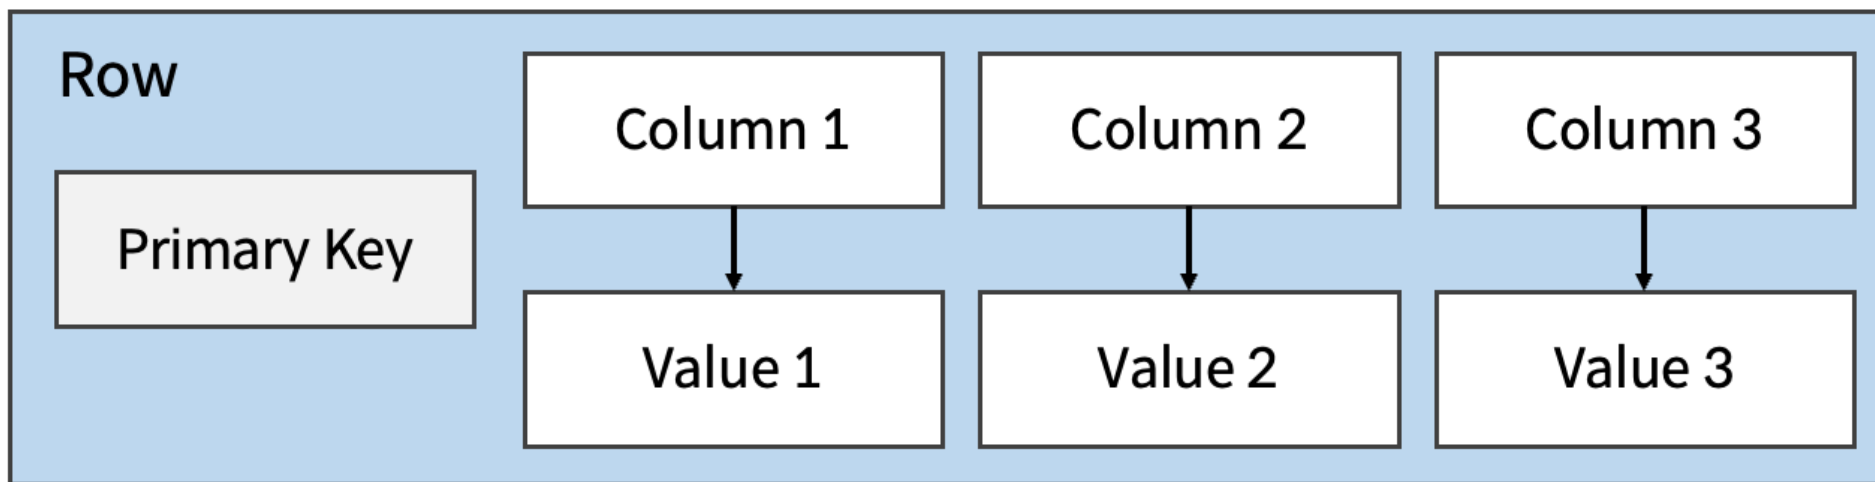 Row
Primary Key
Column 1
Column 2
Column 3
Value 1
Value 2
Value 3